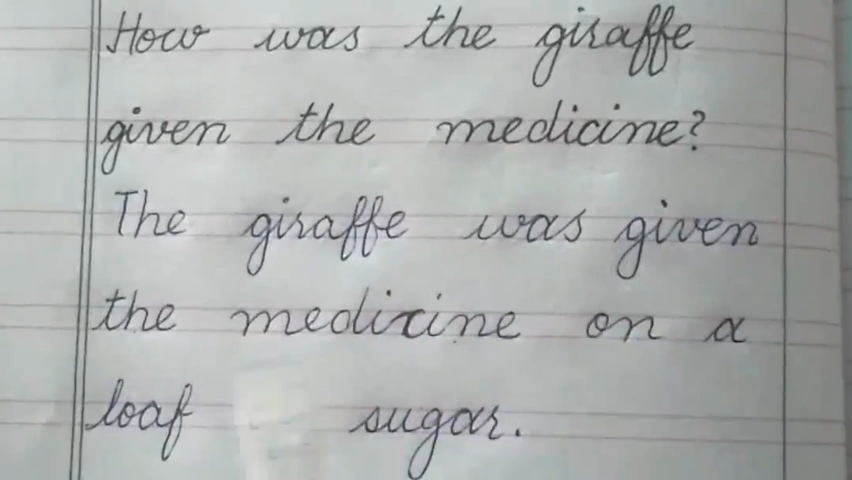 How was the giraffe
given the medicine?
The giraffe was given
the medicine on a
loaf sugar.